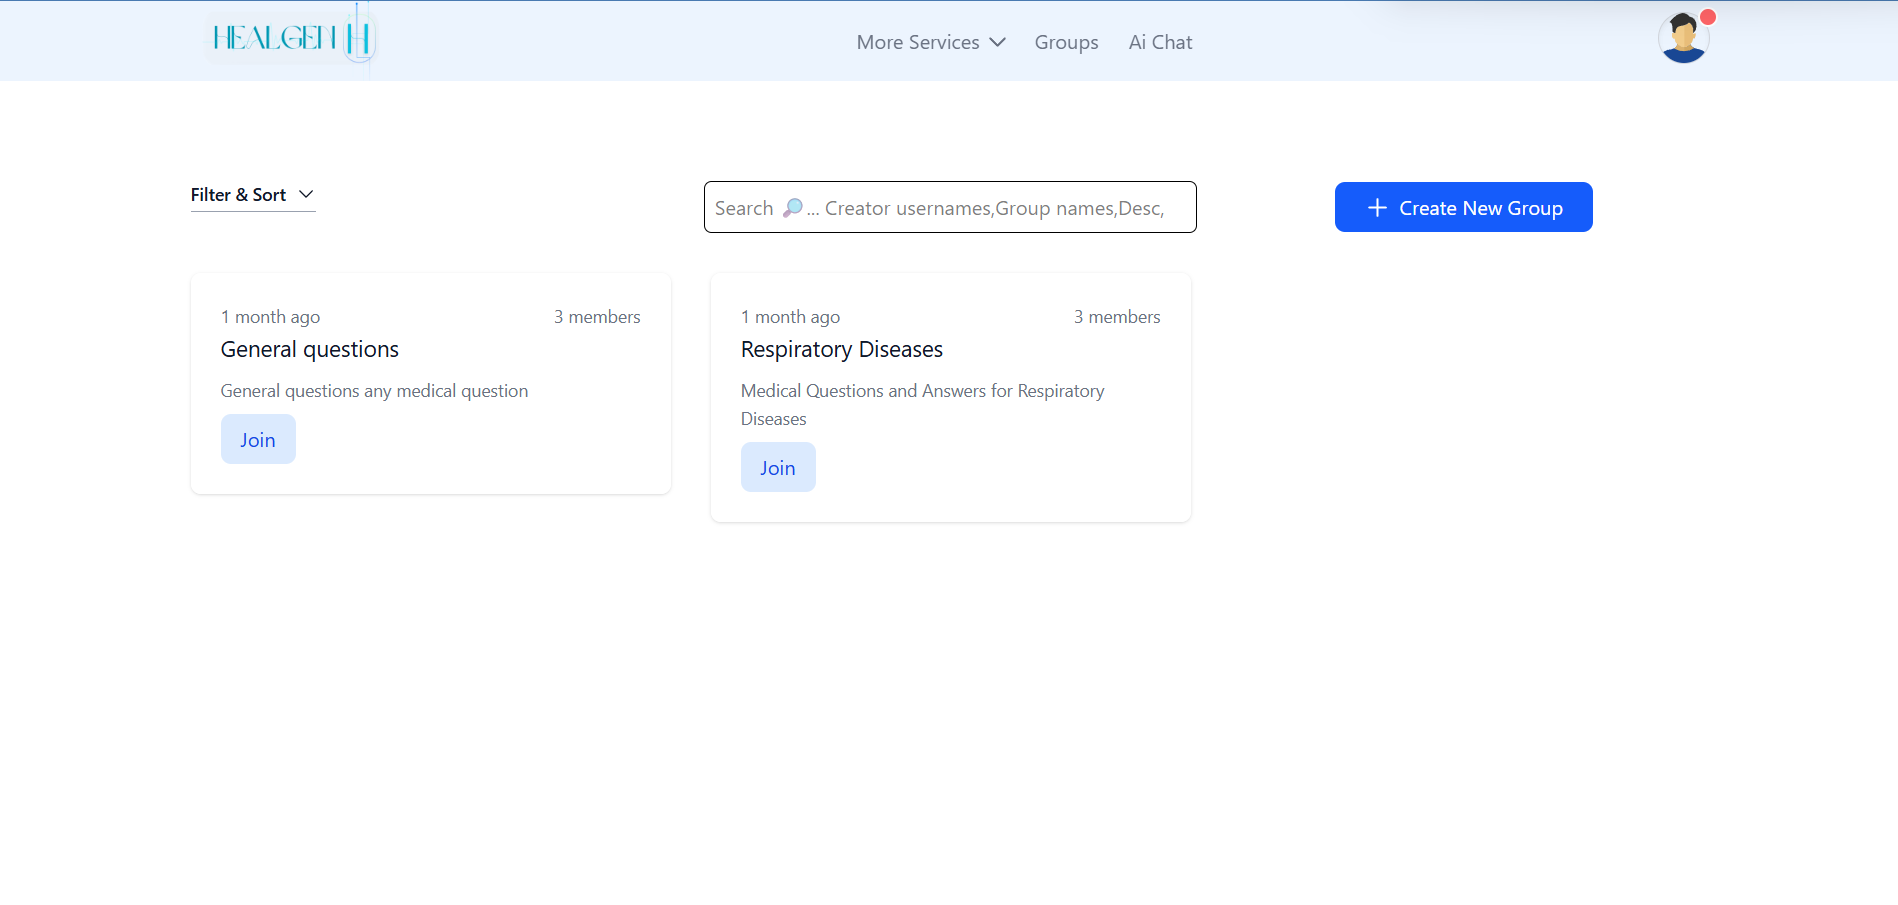 HEALGEN H
More Services
Groups
Ai Chat
Filter & Sort
Search 🔎... Creator usernames,Group names,Desc,
Create New Group
1 month ago
3 members
General questions
General questions any medical question
Join
1 month ago
3 members
Respiratory Diseases
Medical Questions and Answers for Respiratory
Diseases
Join